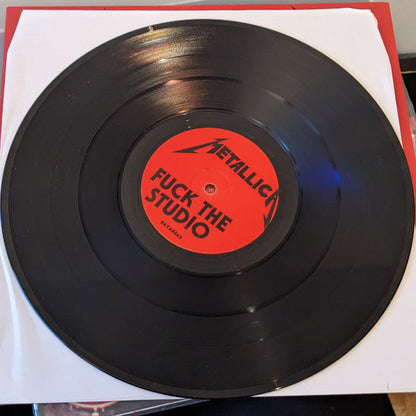 METALLICA
FUCK THE
STUDIO